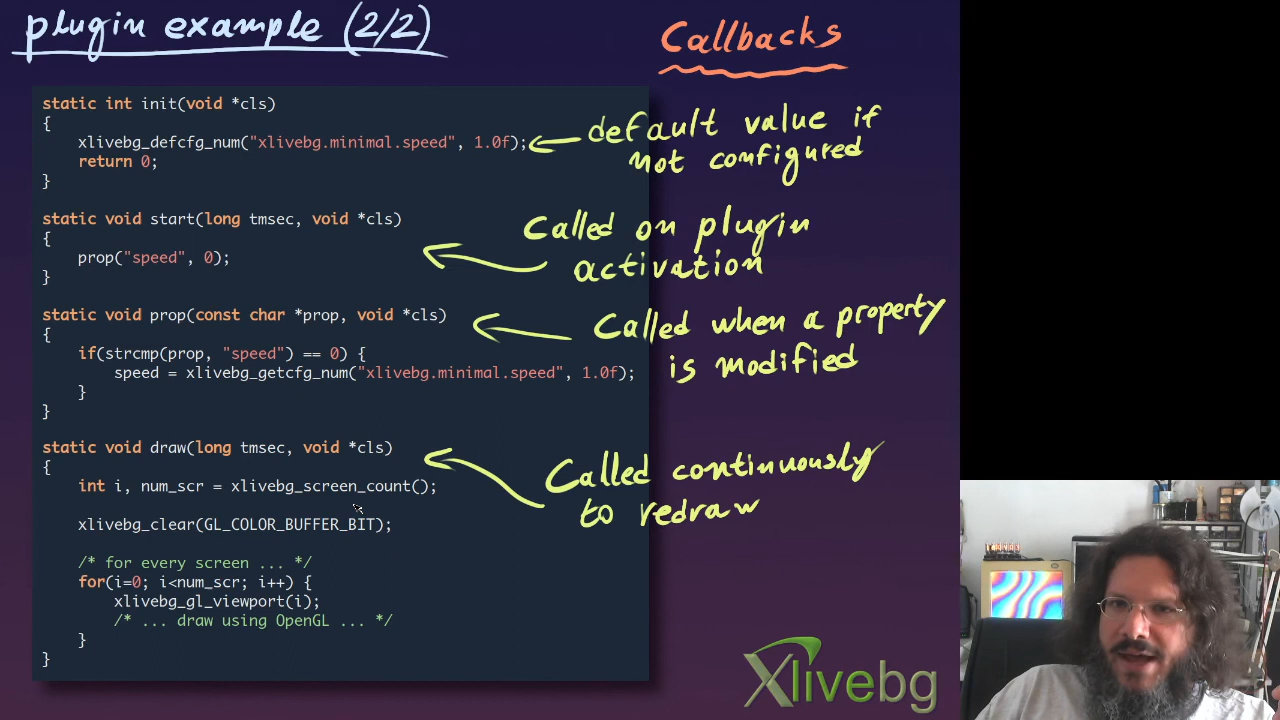 plugin example (2/2)
Callbacks
static int init(void *cls)
{
xlivebg_defcfg_num("xlivebg.minimal.speed", 1.0f);
return 0;
}
default value if
not configured
static void start(long tmsec, void *cls)
{
prop("speed", 0);
}
Called on plugin
activation
static void prop(const char *prop, void *cls)
{
if(strcmp(prop, "speed") == 0) {
speed = xlivebg_getcfg_num("xlivebg.minimal.speed", 1.0f);
}
}
Called when a property
is modified
static void draw(long tmsec, void *cls)
{
int i, num_scr = xlivebg_screen_count();
xlivebg_clear(GL_COLOR_BUFFER_BIT);
/* for every screen ... */
for(i=0; i<num_scr; i++) {
xlivebg_gl_viewport(i);
/* ... draw using OpenGL ... */
}
}
Called continuously
to redraw
Xlivebg